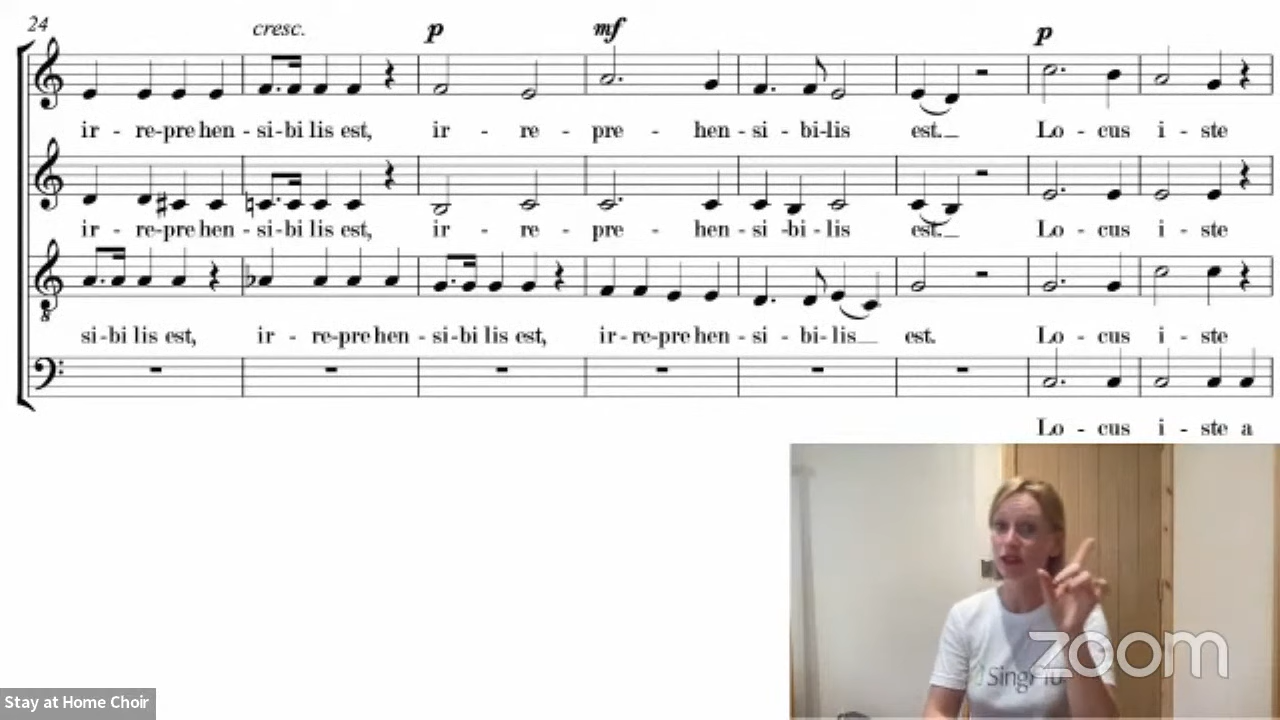 24 cresc. p mf p
ir - re-pre hen - si-bi lis est, ir - re - pre - hen - si - bi-lis est. Lo - cus i - ste
ir - re-pre hen - si-bi lis est, ir - re - pre - hen - si -bi - lis est. Lo - cus i - ste
8
si-bi lis est, ir - re-pre hen - si-bi lis est, ir-re-pre hen - si - bi-lis est. Lo - cus i - ste
Lo - cus i - ste a
zoom
Stay at Home Choir